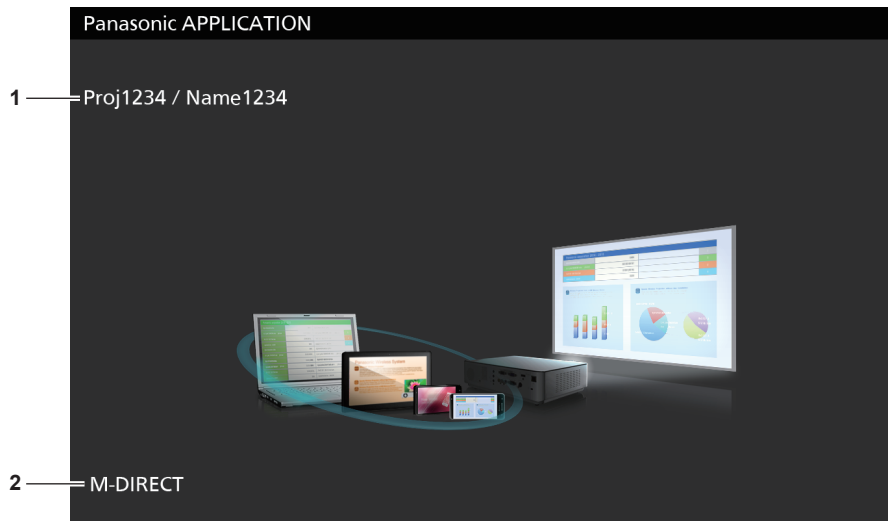 Panasonic APPLICATION
1
Proj1234 / Name1234
2
M-DIRECT